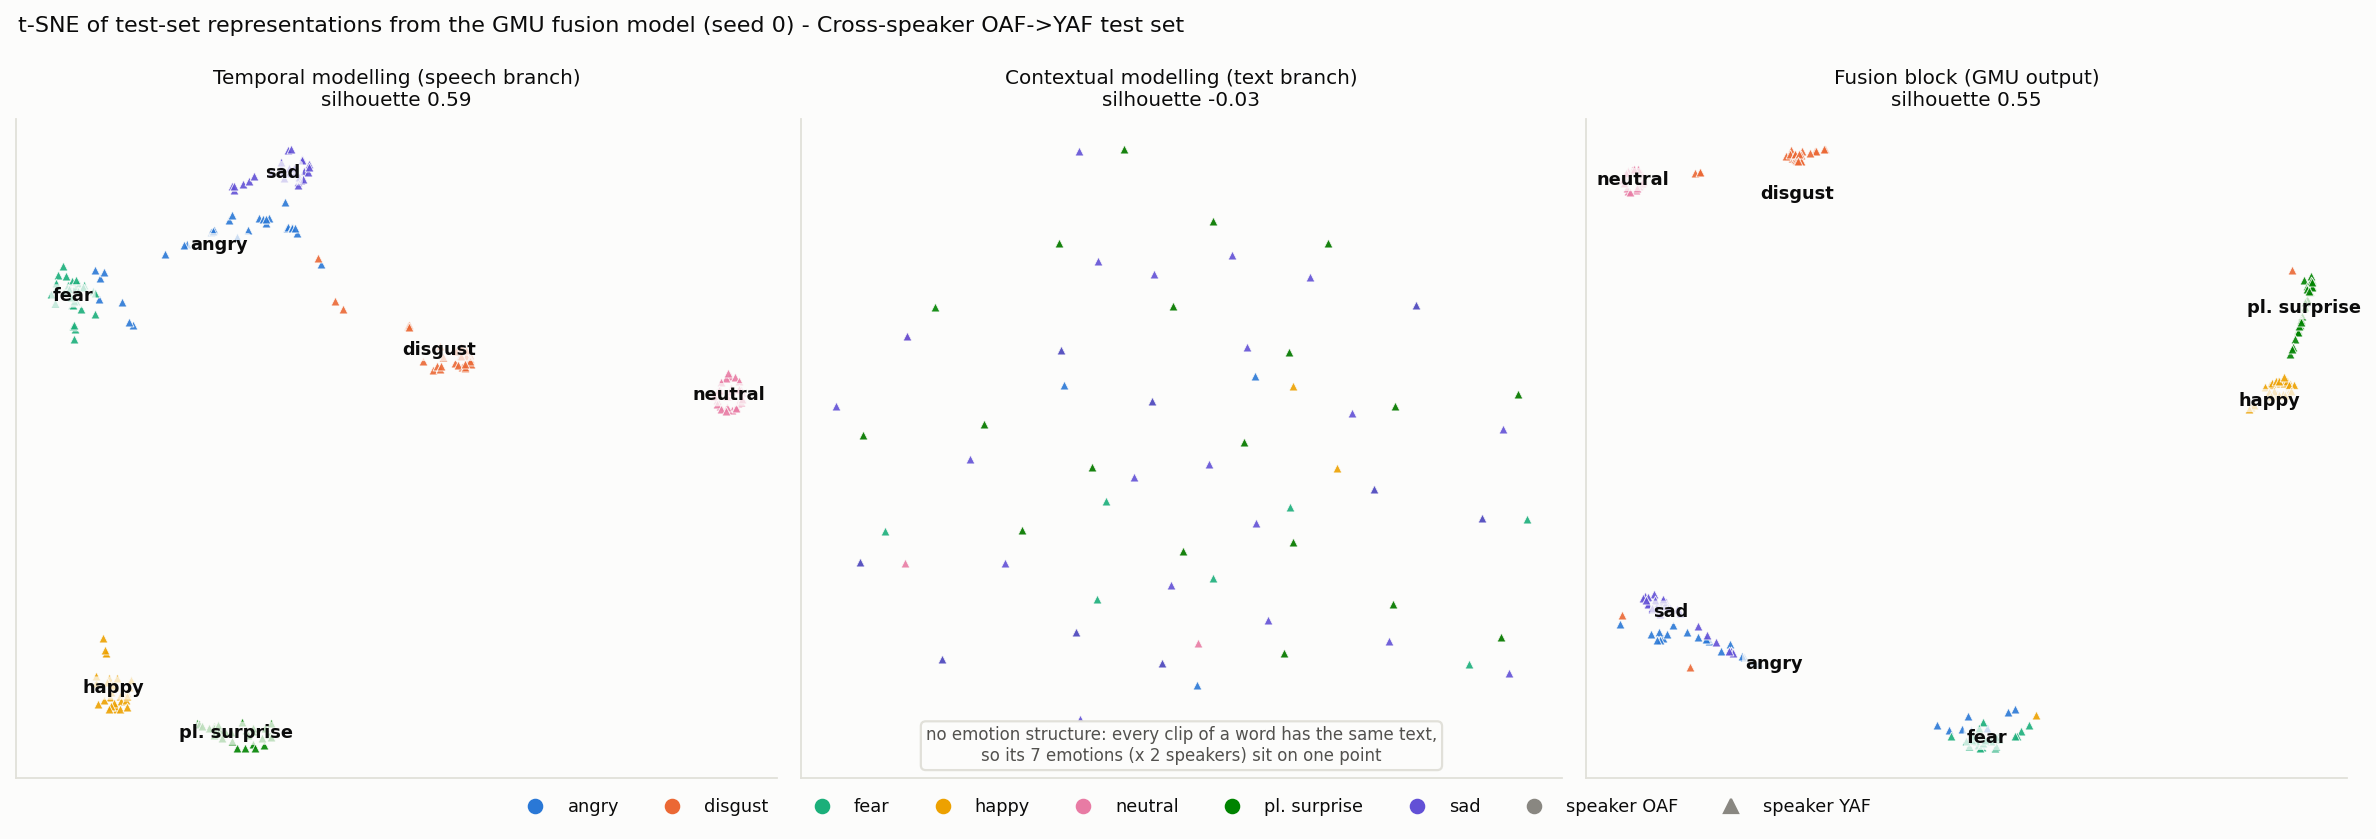 t-SNE of test-set representations from the GMU fusion model (seed 0) - Cross-speaker OAF->YAF test set
Temporal modelling (speech branch)
silhouette 0.59
sad
angry
fear
disgust
neutral
happy
pl. surprise
Contextual modelling (text branch)
silhouette -0.03
no emotion structure: every clip of a word has the same text,
so its 7 emotions (x 2 speakers) sit on one point
Fusion block (GMU output)
silhouette 0.55
neutral
disgust
pl. surprise
happy
sad
angry
fear
angry disgust fear happy neutral pl. surprise sad speaker OAF speaker YAF